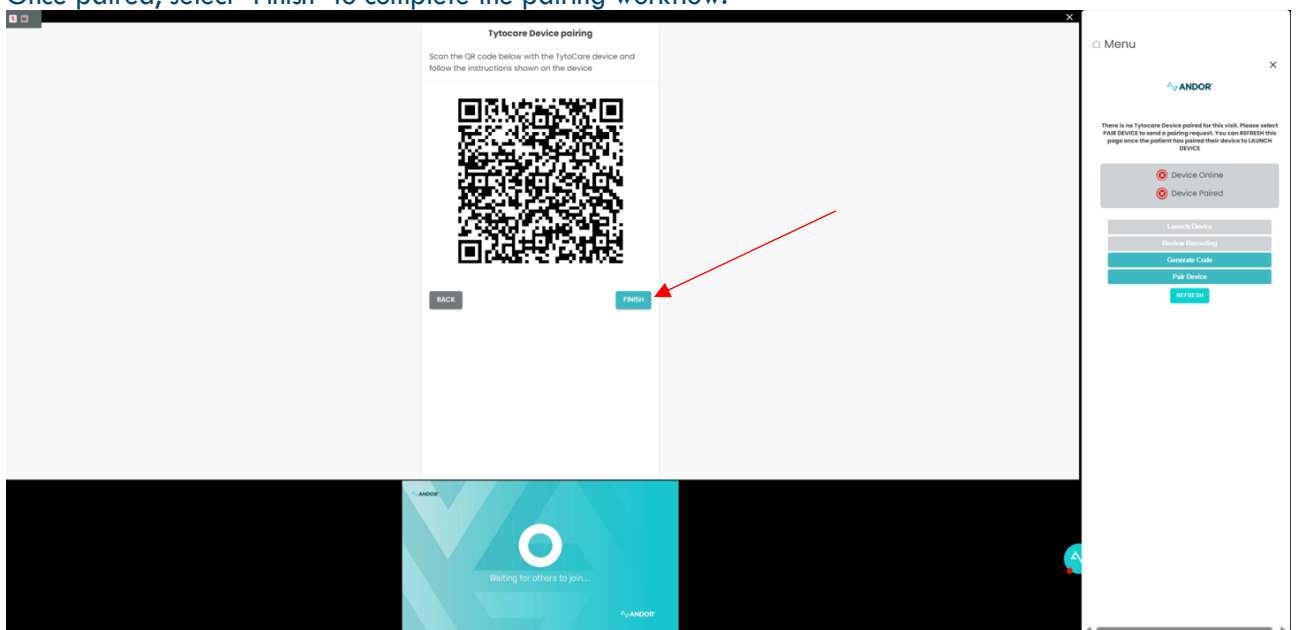 Once paired, select "Finish" to complete the pairing workflow.
Tytocare Device pairing
Scan the QR code below with the TytoCare device and
follow the instructions shown on the device
BACK
FINISH
ANDOR
Waiting for others to join...
ANDOR
Menu
ANDOR
There is no Tytocare Device paired for this visit. Please select
PAIR DEVICE to send a pairing request. You can REFRESH this
page once the patient has paired their device to LAUNCH
DEVICE
Device Online
Device Paired
Launch Device
Review Recording
Generate Code
Pair Device
REFRESH